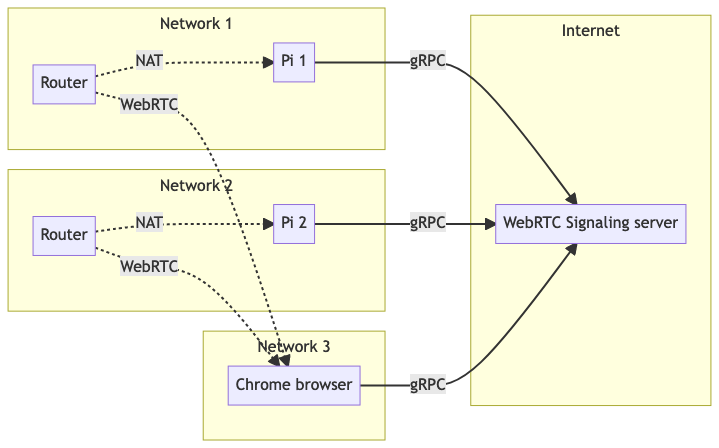 Network 1
Router
NAT
WebRTC
Pi 1
gRPC
Network 2
Router
NAT
WebRTC
Pi 2
gRPC
Network 3
Chrome browser
gRPC
Internet
WebRTC Signaling server